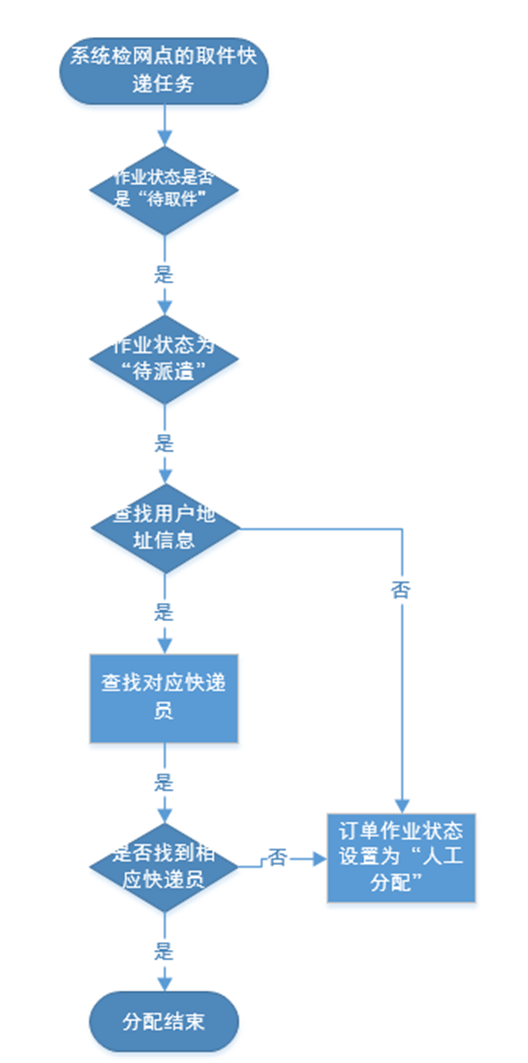 系统检网点的取件快
递任务
作业状态是否
是“待取件”
是
作业状态为
“待派遣”
是
查找用户地
址信息
否
是
查找对应快递
员
是
是否找到相
应快递员
否
订单作业状态
设置为“人工
分配”
是
分配结束